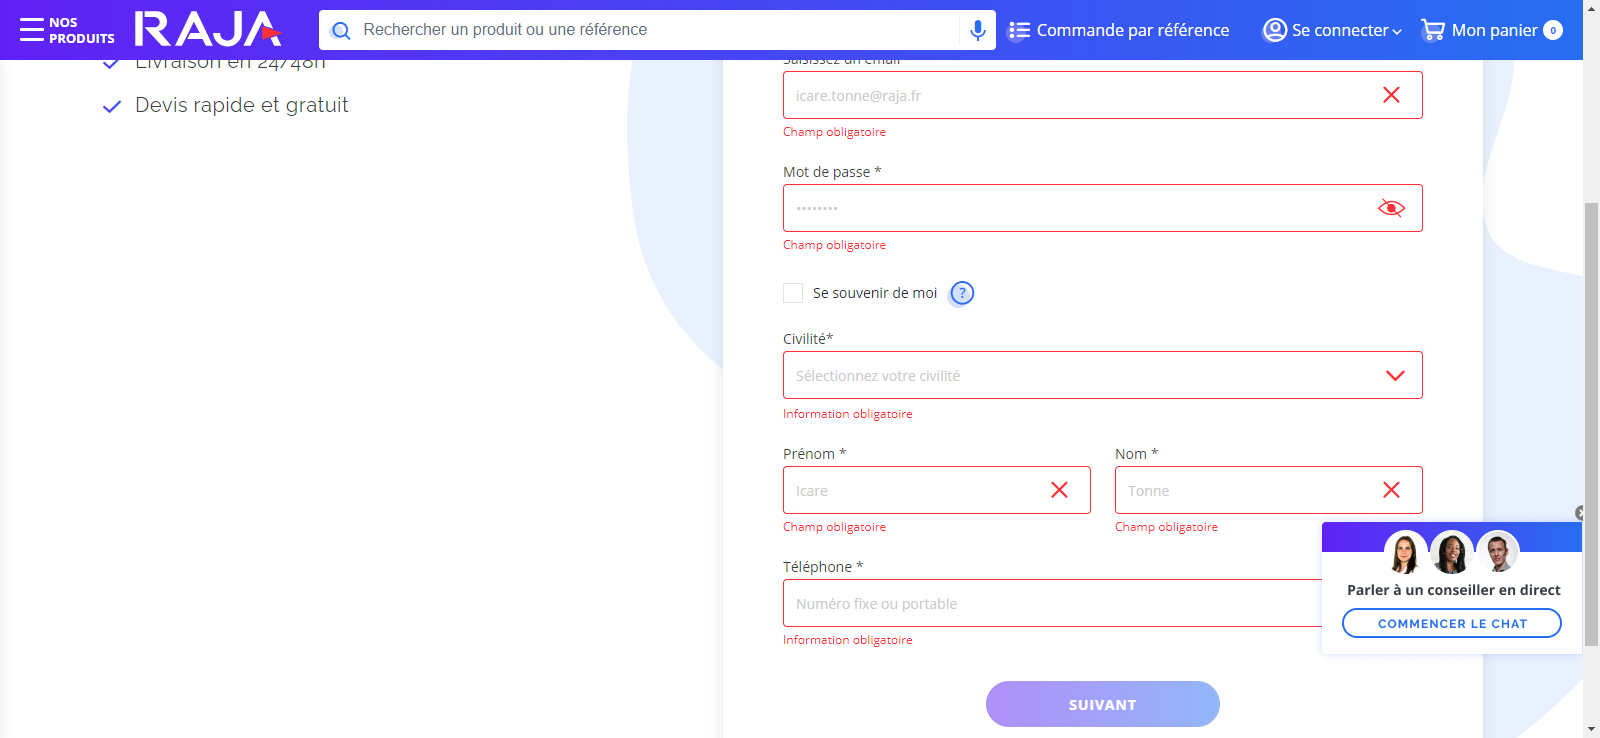 NOS
PRODUITS
RAJA
Rechercher un produit ou une référence
Commande par référence
Se connecter
Mon panier
0
Livraison en 24/48h
Devis rapide et gratuit
Saisissez un email
icare.tonne@raja.fr
Champ obligatoire
Mot de passe *
••••••••
Champ obligatoire
Se souvenir de moi
?
Civilité*
Sélectionnez votre civilité
Information obligatoire
Prénom *
Nom *
Icare
Tonne
Champ obligatoire
Champ obligatoire
Téléphone *
Numéro fixe ou portable
Information obligatoire
Parler à un conseiller en direct
COMMENCER LE CHAT
SUIVANT